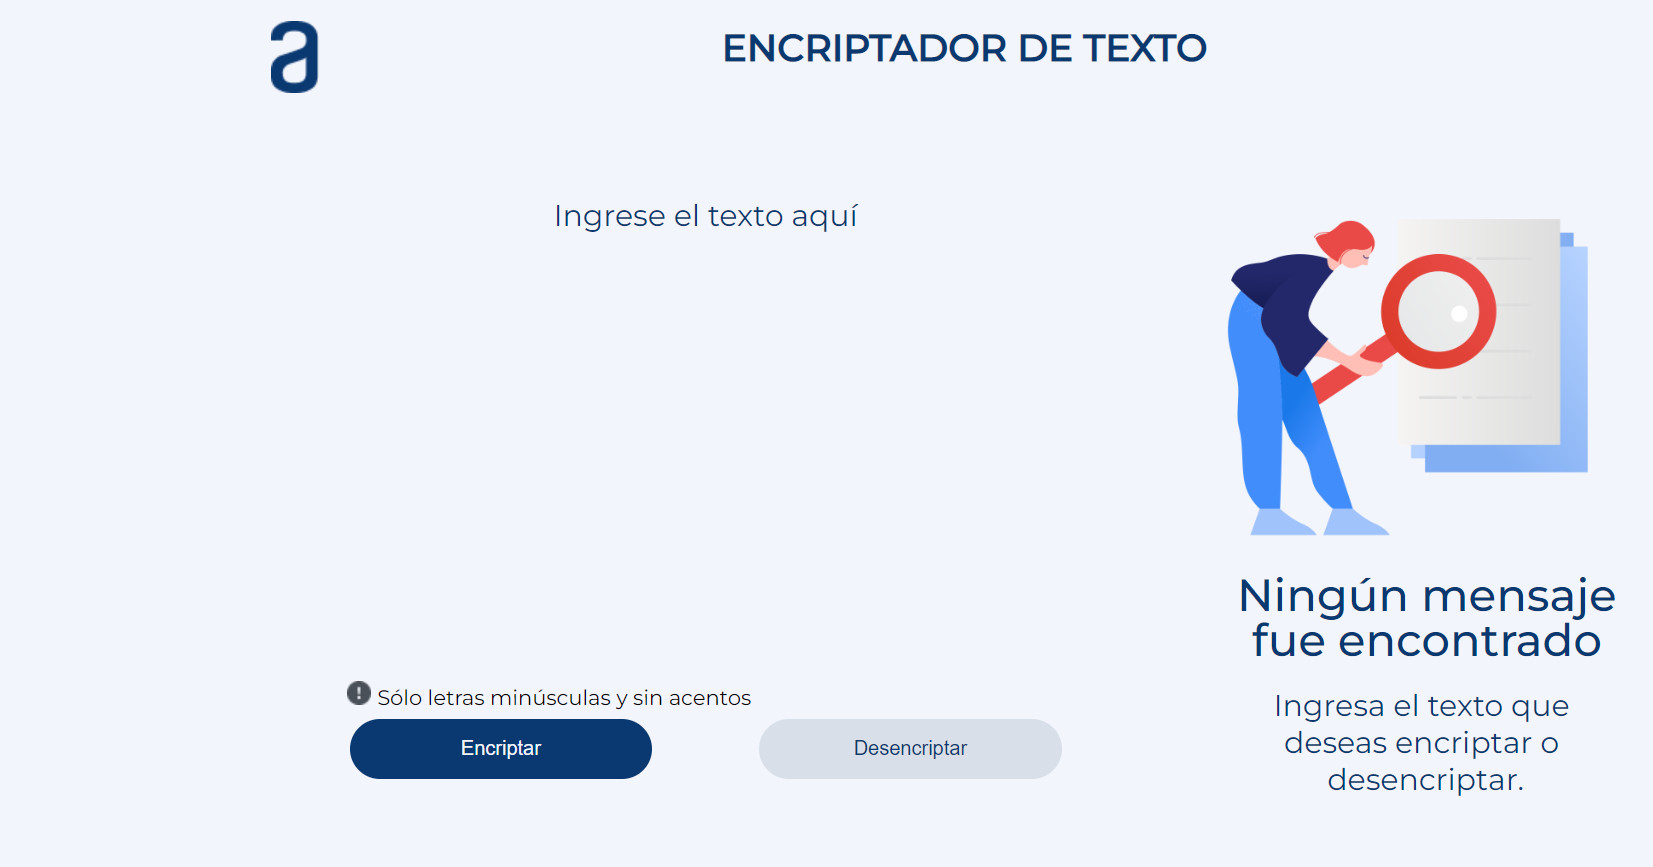 a
ENCRIPTADOR DE TEXTO
Ingrese el texto aquí
Ningún mensaje
fue encontrado
Ingresa el texto que
deseas encriptar o
desencriptar.
! Sólo letras minúsculas y sin acentos
Encriptar
Desencriptar